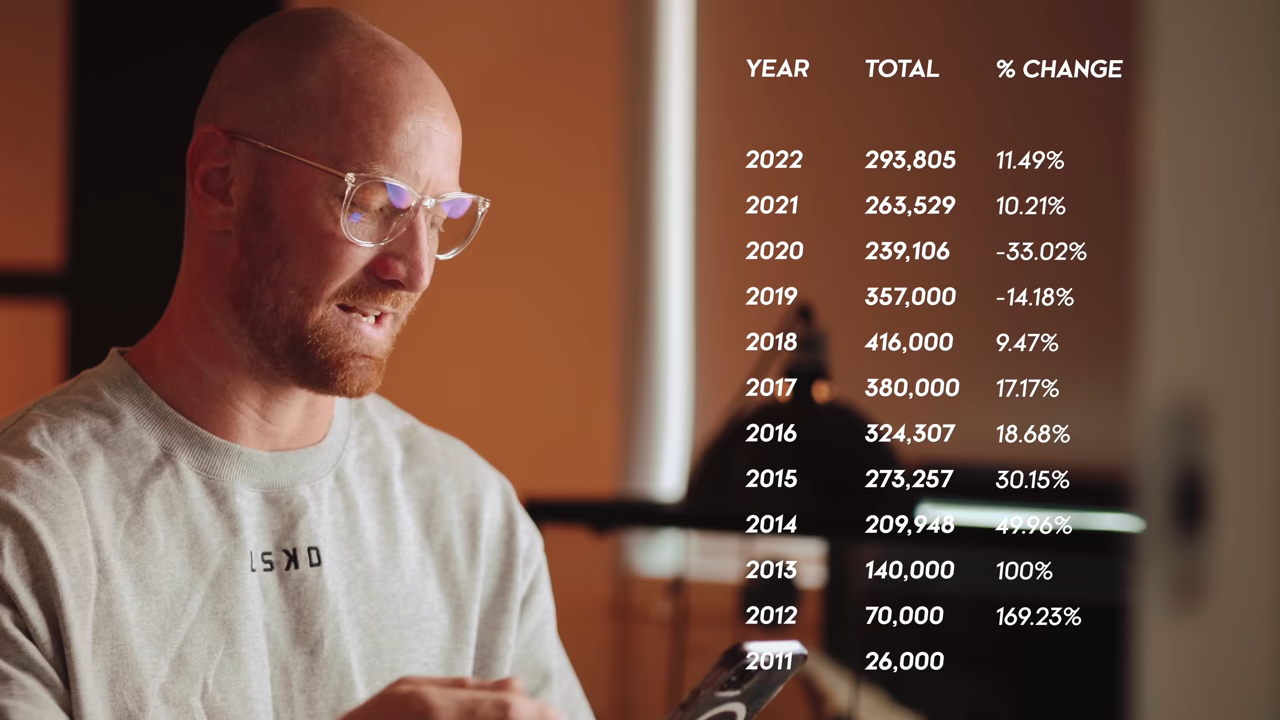 YEAR TOTAL % CHANGE
2022 293,805 11.49%
2021 263,529 10.21%
2020 239,106 -33.02%
2019 357,000 -14.18%
2018 416,000 9.47%
2017 380,000 17.17%
2016 324,307 18.68%
2015 273,257 30.15%
2014 209,948 49.96%
2013 140,000 100%
2012 70,000 169.23%
2011 26,000